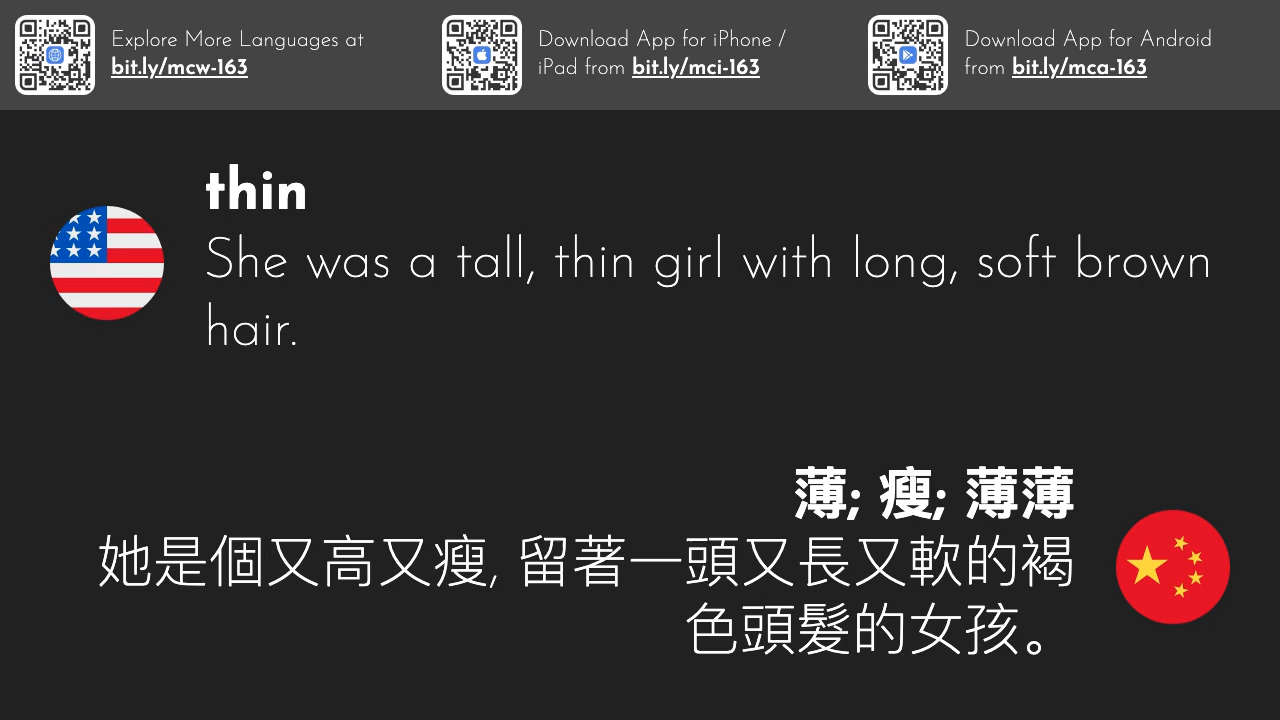 Explore More Languages at
bit.ly/mcw-163
Download App for iPhone /
iPad from bit.ly/mci-163
Download App for Android
from bit.ly/mca-163
thin
She was a tall, thin girl with long, soft brown
hair.
薄; 瘦; 薄薄
她是個又高又瘦, 留著一頭又長又軟的褐
色頭髮的女孩。